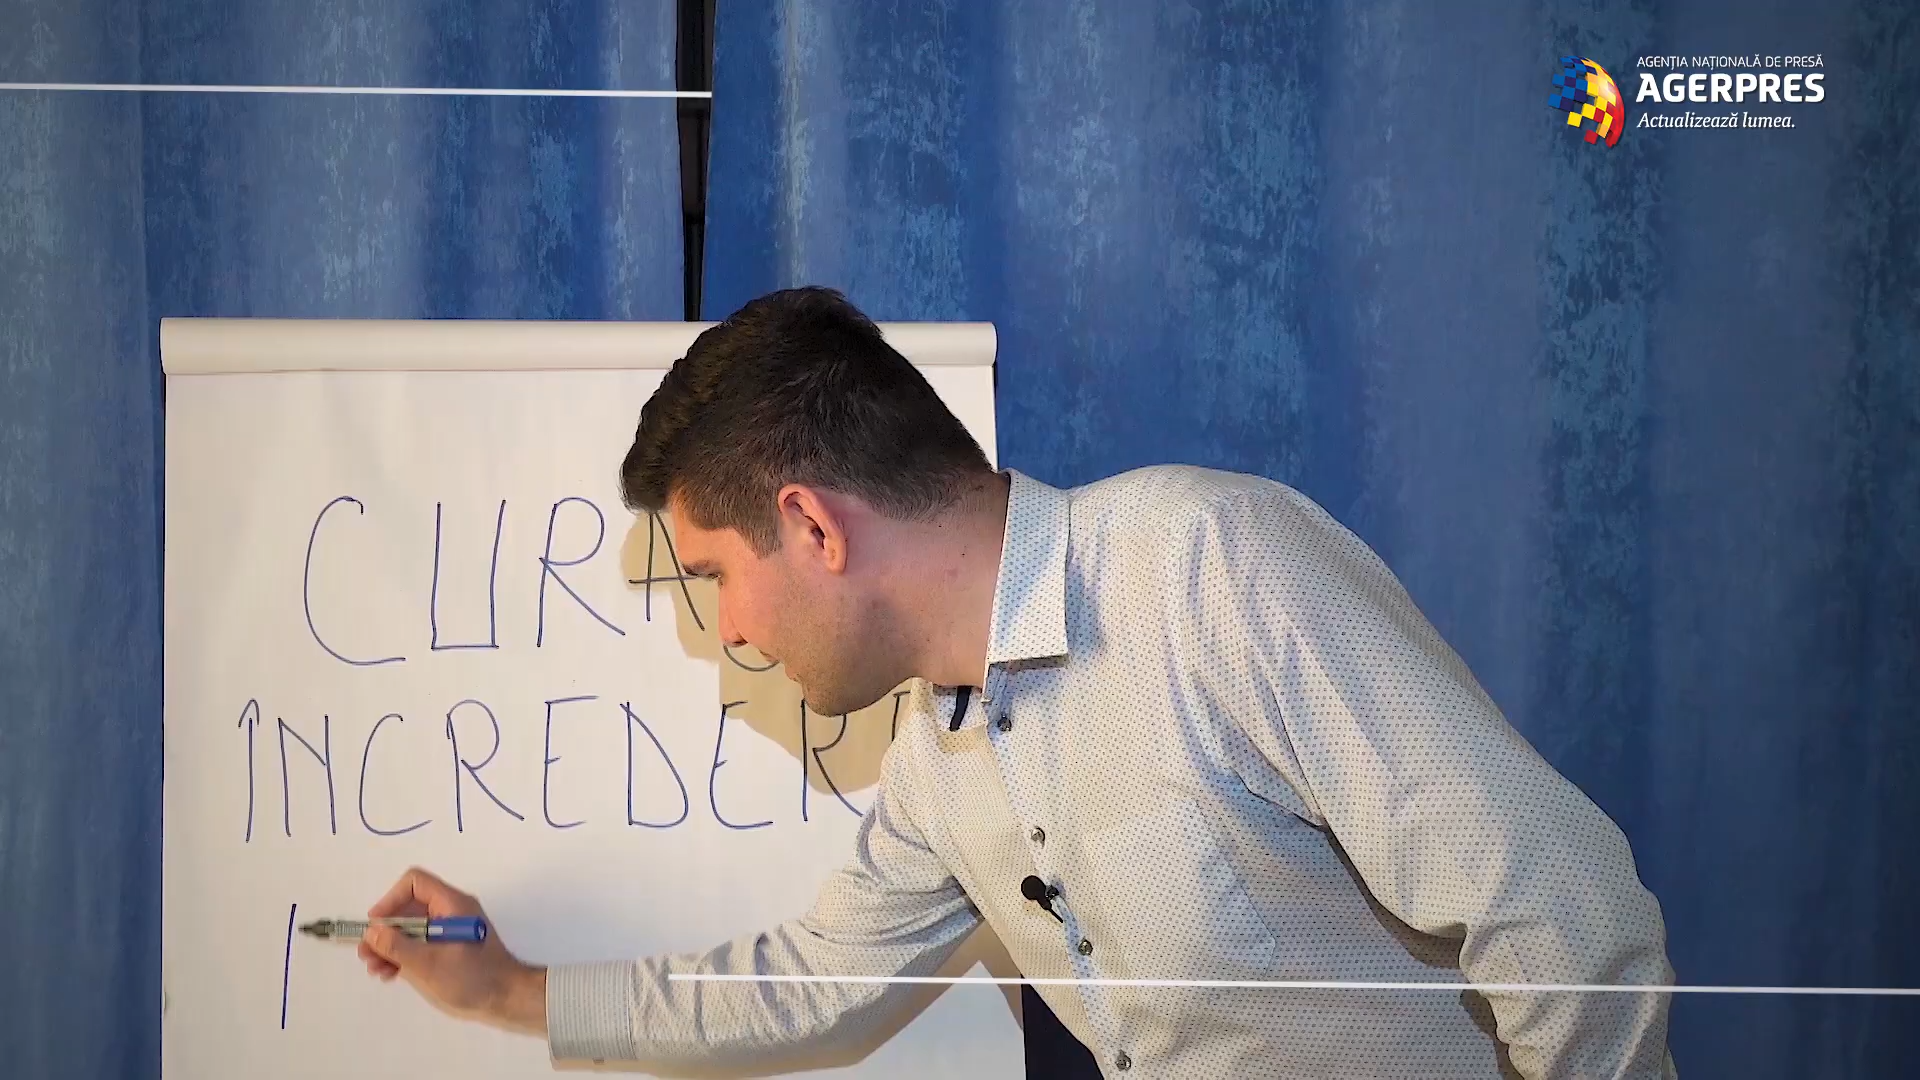 AGENȚIA NAȚIONALĂ DE PRESĂ
AGERPRES
Actualizează lumea.
CURA
ÎNCREDER